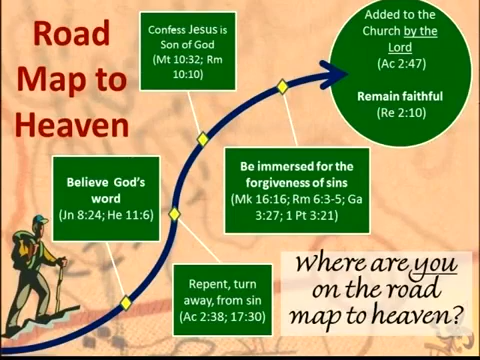 Road
Map to
Heaven
Believe God's
word
(Jn 8:24; He 11:6)
Repent, turn
away, from sin
(Ac 2:38; 17:30)
Confess Jesus is
Son of God
(Mt 10:32; Rm
10:10)
Be immersed for the
forgiveness of sins
(Mk 16:16; Rm 6:3-5; Ga
3:27; 1 Pt 3:21)
Added to the
Church by the
Lord
(Ac 2:47)
Remain faithful
(Re 2:10)
Where are you
on the road
map to heaven?